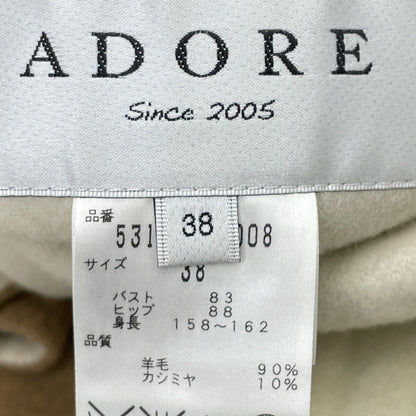 ADORE
Since 2005
38
品番
531 008
サイズ
38
バスト 83
ヒップ 88
身長 158～162
品質
羊毛 90%
カシミヤ 10%